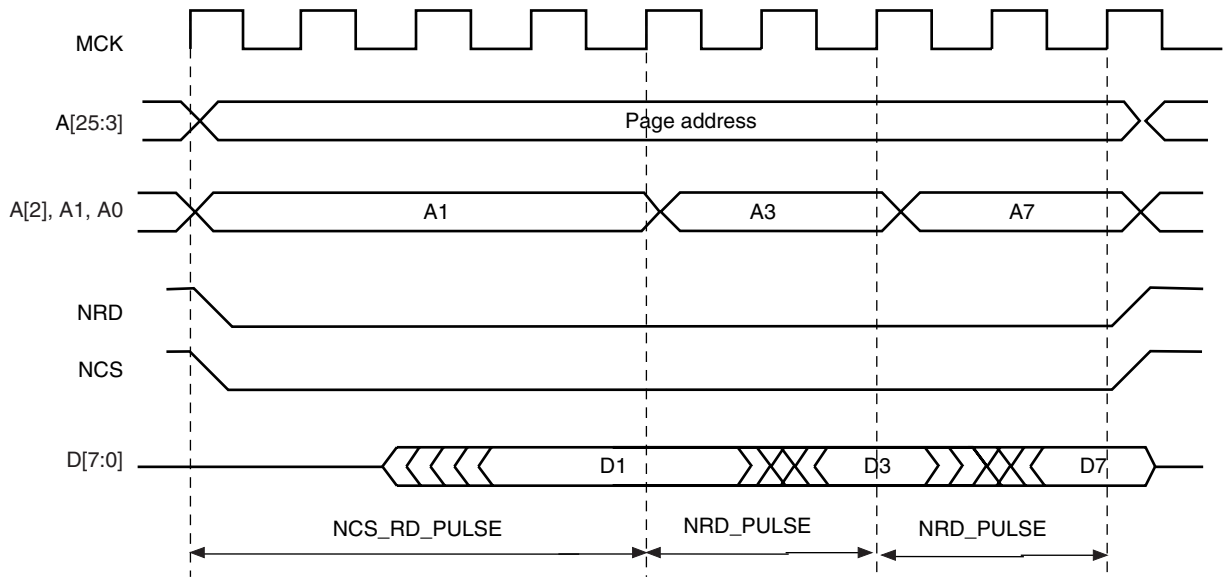 MCK
A[25:3]
Page address
A[2], A1, A0
A1
A3
A7
NRD
NCS
D[7:0]
D1
D3
D7
NCS_RD_PULSE
NRD_PULSE
NRD_PULSE